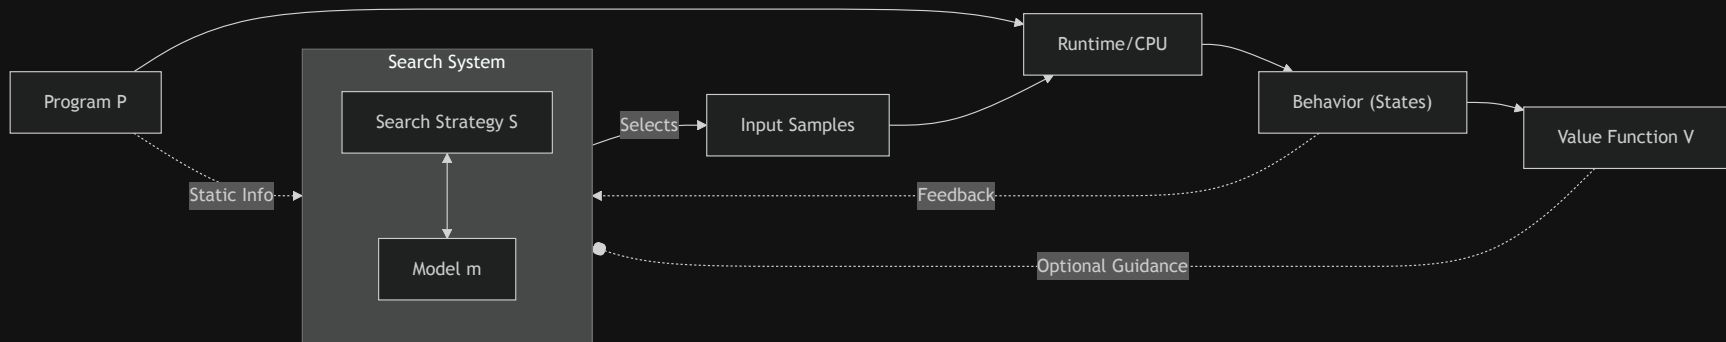 Program P
Static Info
Search System
Search Strategy S
Model m
Selects
Input Samples
Runtime/CPU
Behavior (States)
Value Function V
Feedback
Optional Guidance